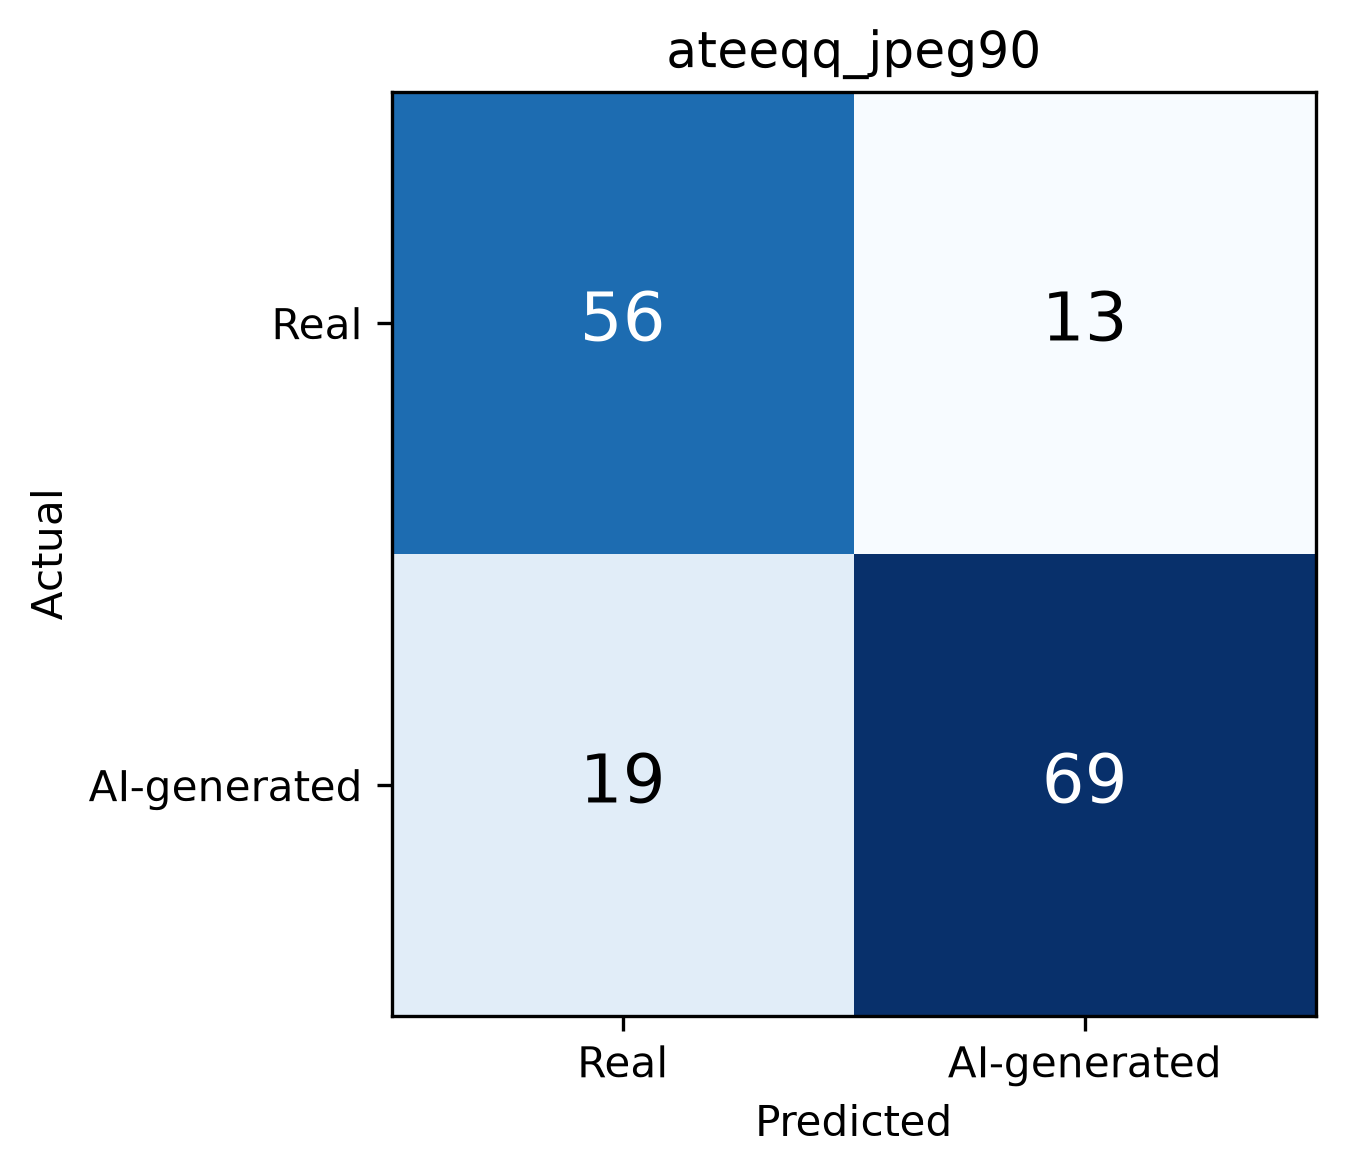 ateeqq_jpeg90
Actual
Real
56
13
AI-generated
19
69
Real
AI-generated
Predicted